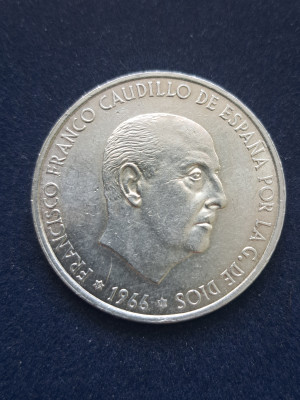 FRANCISCO FRANCO CAUDILLO DE ESPAÑA POR LA G. DE DIOS
* 1966 *